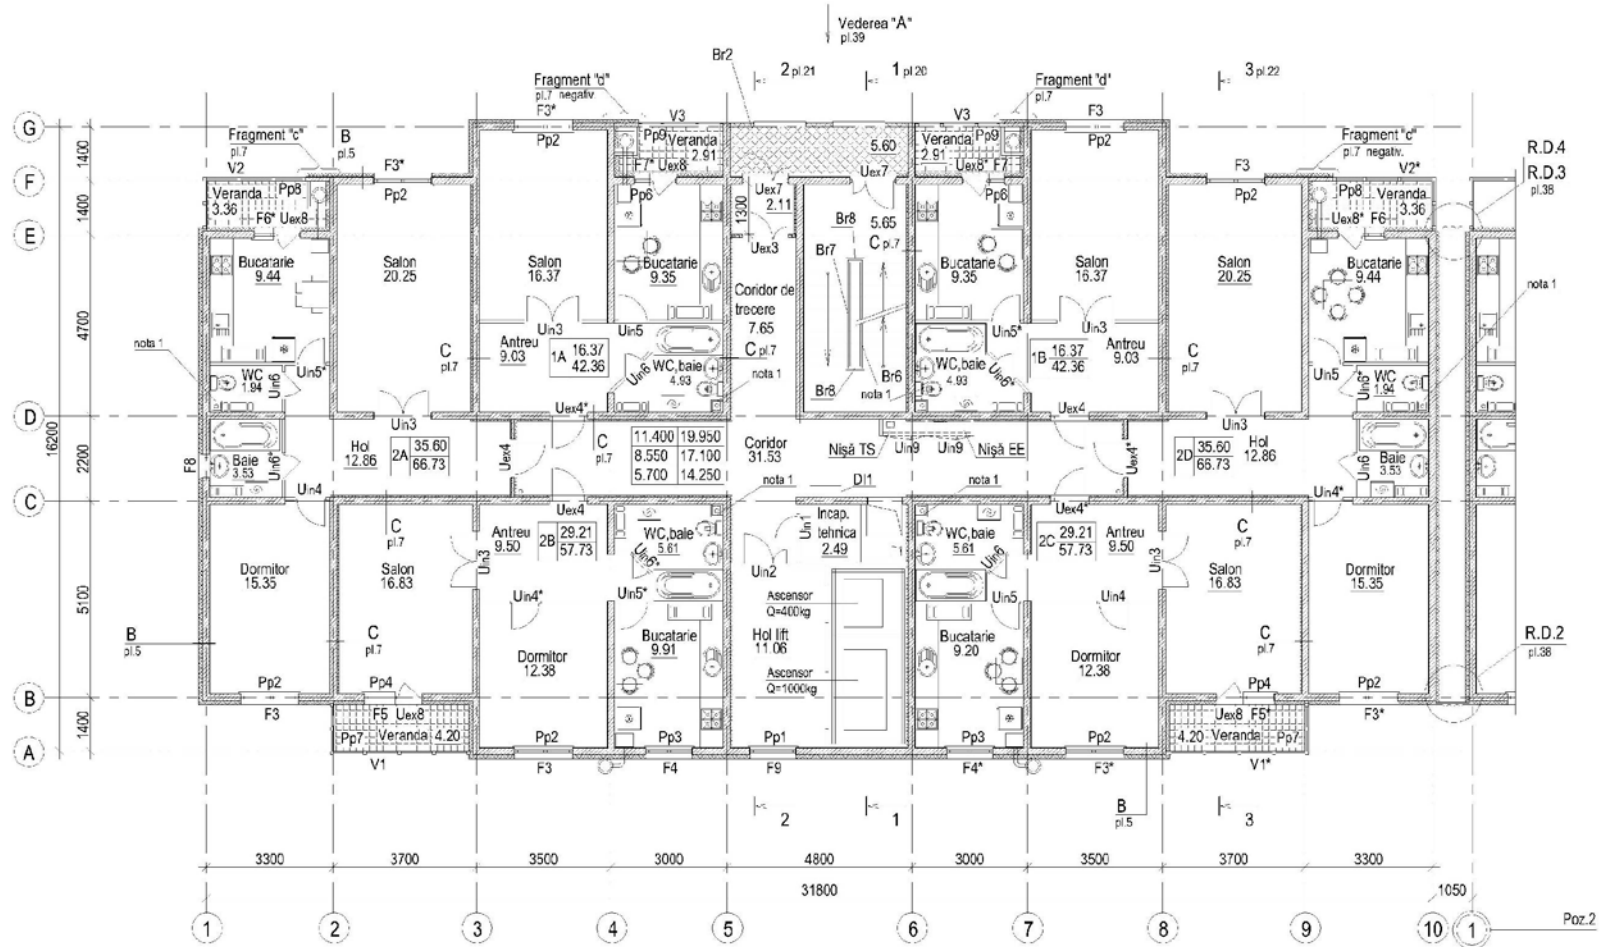 Vederea "A"
pl.39
Br2
2 pl.21
1 pl.20
3 pl.22
Fragment "d"
pl.7 negativ.
Fragment "d"
pl.7
F3*
V3
V3
F3
G
Fragment "c"
pl.7
B
pl.5
Fragment "c"
pl.7 negativ.
R.D.4
R.D.3
pl.38
1400
Pp2
Pp9
Veranda
2.91
5.60
Veranda
2.91
Pp9
Pp2
V2
F3*
F7*
Uex8
Uex7
Uex7
Uex8*
F7
F3
V2*
F
Veranda
3.36
Pp8
Pp2
Pp6
2.11
Pp6
Pp2
Pp8
Veranda
3.36
1400
F6*
Uex8
1300
Br8
5.65
Uex8*
F6
E
Uex3
Br7
C pl.7
Bucatarie
9.44
Salon
20.25
Salon
16.37
Bucatarie
9.35
Bucatarie
9.35
Salon
16.37
Salon
20.25
Bucatarie
9.44
nota 1
Coridor de
trecere
7.65
4700
Uin3
Uin5
Uin5*
Uin3
nota 1
Antreu
9.03
1A
16.37
42.36
WC,baie
4.93
C pl.7
WC,baie
4.93
1B
16.37
42.36
Antreu
9.03
C
pl.7
C
pl.7
Uin5*
Uin6
nota 1
Br6
Uin6*
Uin5
WC
1.94
Uin6
Br8
nota 1
Uin6*
WC
1.94
D
Uex4*
Uex4
16200
Uin3
Uin3
Hol
12.86
2A
35.60
66.73
Uex4
C
pl.7
11.400 19.950
8.550 17.100
5.700 14.250
Coridor
31.53
Nişă TS
Uin9
Uin9
Nişă EE
Uex4*
2D
35.60
66.73
Hol
12.86
2200
F8
Baie
3.53
Uin6*
Uin6
Baie
3.53
Uin4
nota 1
DI1
nota 1
Uin4*
C
Uex4
Uex4*
C
pl.7
Antreu
9.50
2B
29.21
57.73
WC,baie
5.61
Uin1
Incap.
tehnica
2.49
WC,baie
5.61
2C
29.21
57.73
Antreu
9.50
C
pl.7
Uin3
Uin6*
Uin6
Uin3
Dormitor
15.35
Salon
16.83
Uin2
Salon
16.83
Dormitor
15.35
5100
Uin4*
Uin5*
Ascensor
Q=400kg
Uin5
Uin4
B
pl.5
C
pl.7
Bucatarie
9.91
Hol lift
11.06
Bucatarie
9.20
C
pl.7
R.D.2
pl.38
Dormitor
12.38
Ascensor
Q=1000kg
Dormitor
12.38
Pp2
Pp4
Pp4
Pp2
B
F3
F5
Uex8
Uex8
F5*
F3*
1400
Pp7
Veranda 4.20
Pp2
Pp3
Pp1
Pp3
Pp2
4.20 Veranda
Pp7
A
V1
F3
F4
F9
F4*
F3*
V1*
2
1
B
pl.5
3
3300
3700
3500
3000
4800
3000
3500
3700
3300
31800
1050
1
2
3
4
5
6
7
8
9
10
1
Poz.2